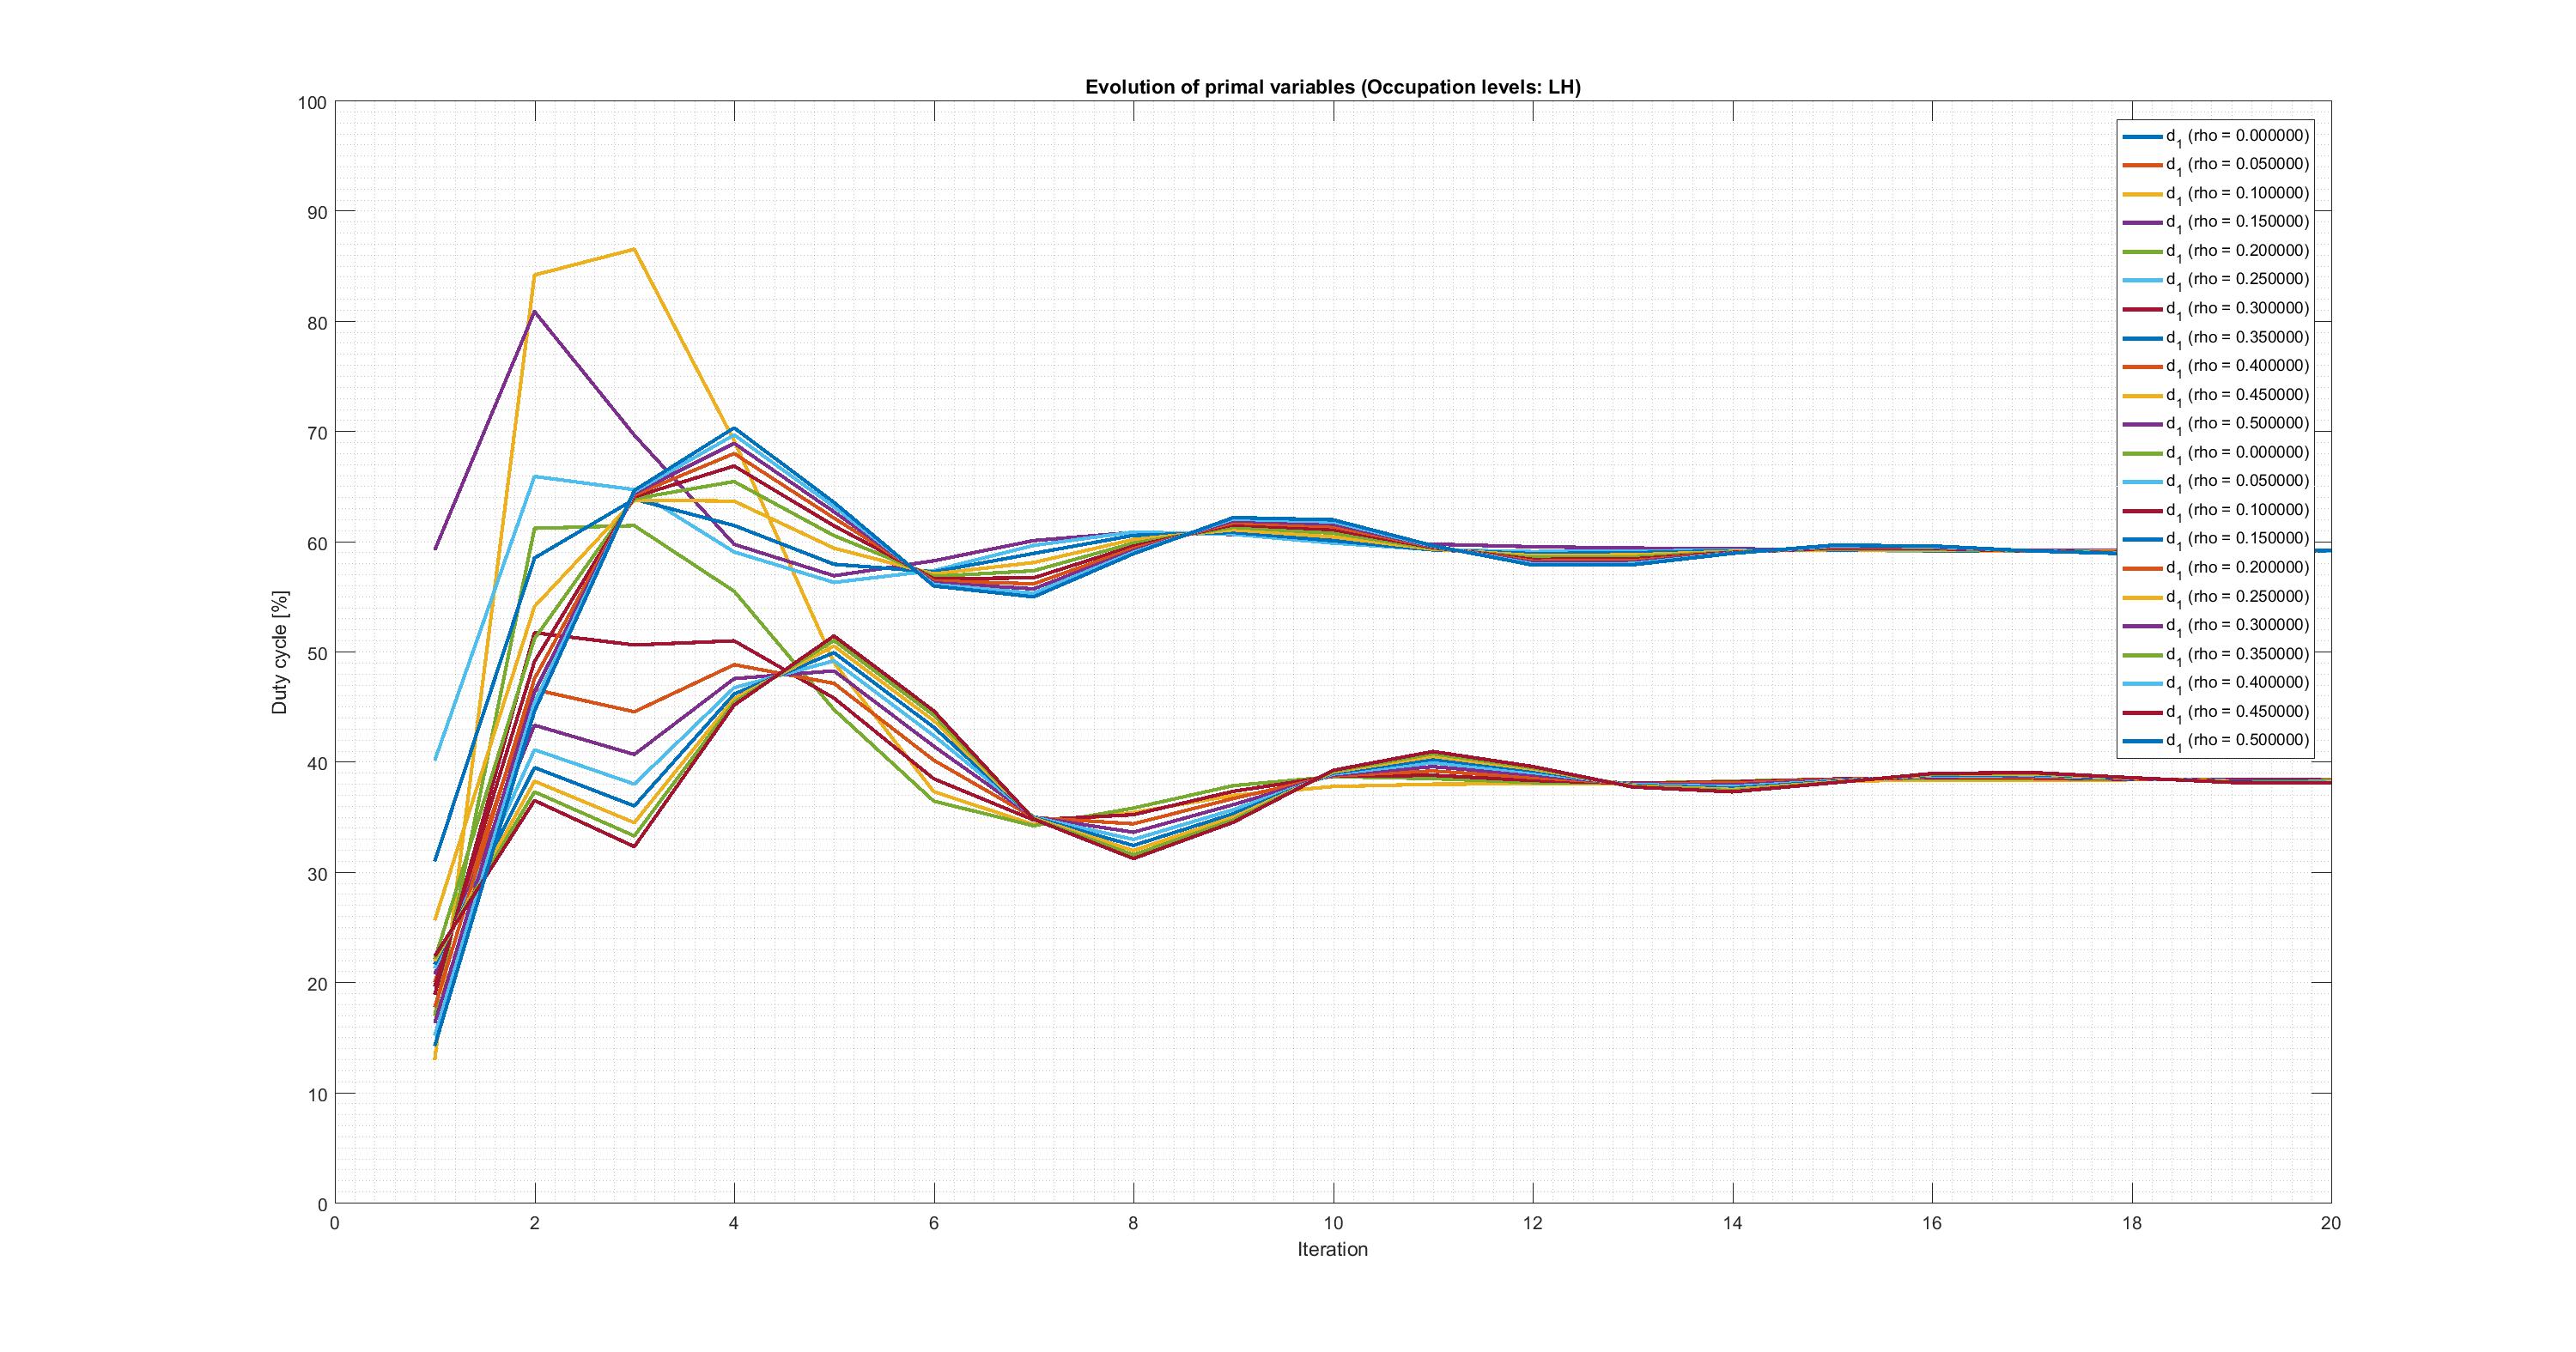 Evolution of primal variables (Occupation levels: LH)
100
90
80
70
60
50
40
30
20
10
0
Duty cycle [%]
0 2 4 6 8 10 12 14 16 18 20
Iteration
d1 (rho = 0.000000)
d1 (rho = 0.050000)
d1 (rho = 0.100000)
d1 (rho = 0.150000)
d1 (rho = 0.200000)
d1 (rho = 0.250000)
d1 (rho = 0.300000)
d1 (rho = 0.350000)
d1 (rho = 0.400000)
d1 (rho = 0.450000)
d1 (rho = 0.500000)
d1 (rho = 0.000000)
d1 (rho = 0.050000)
d1 (rho = 0.100000)
d1 (rho = 0.150000)
d1 (rho = 0.200000)
d1 (rho = 0.250000)
d1 (rho = 0.300000)
d1 (rho = 0.350000)
d1 (rho = 0.400000)
d1 (rho = 0.450000)
d1 (rho = 0.500000)